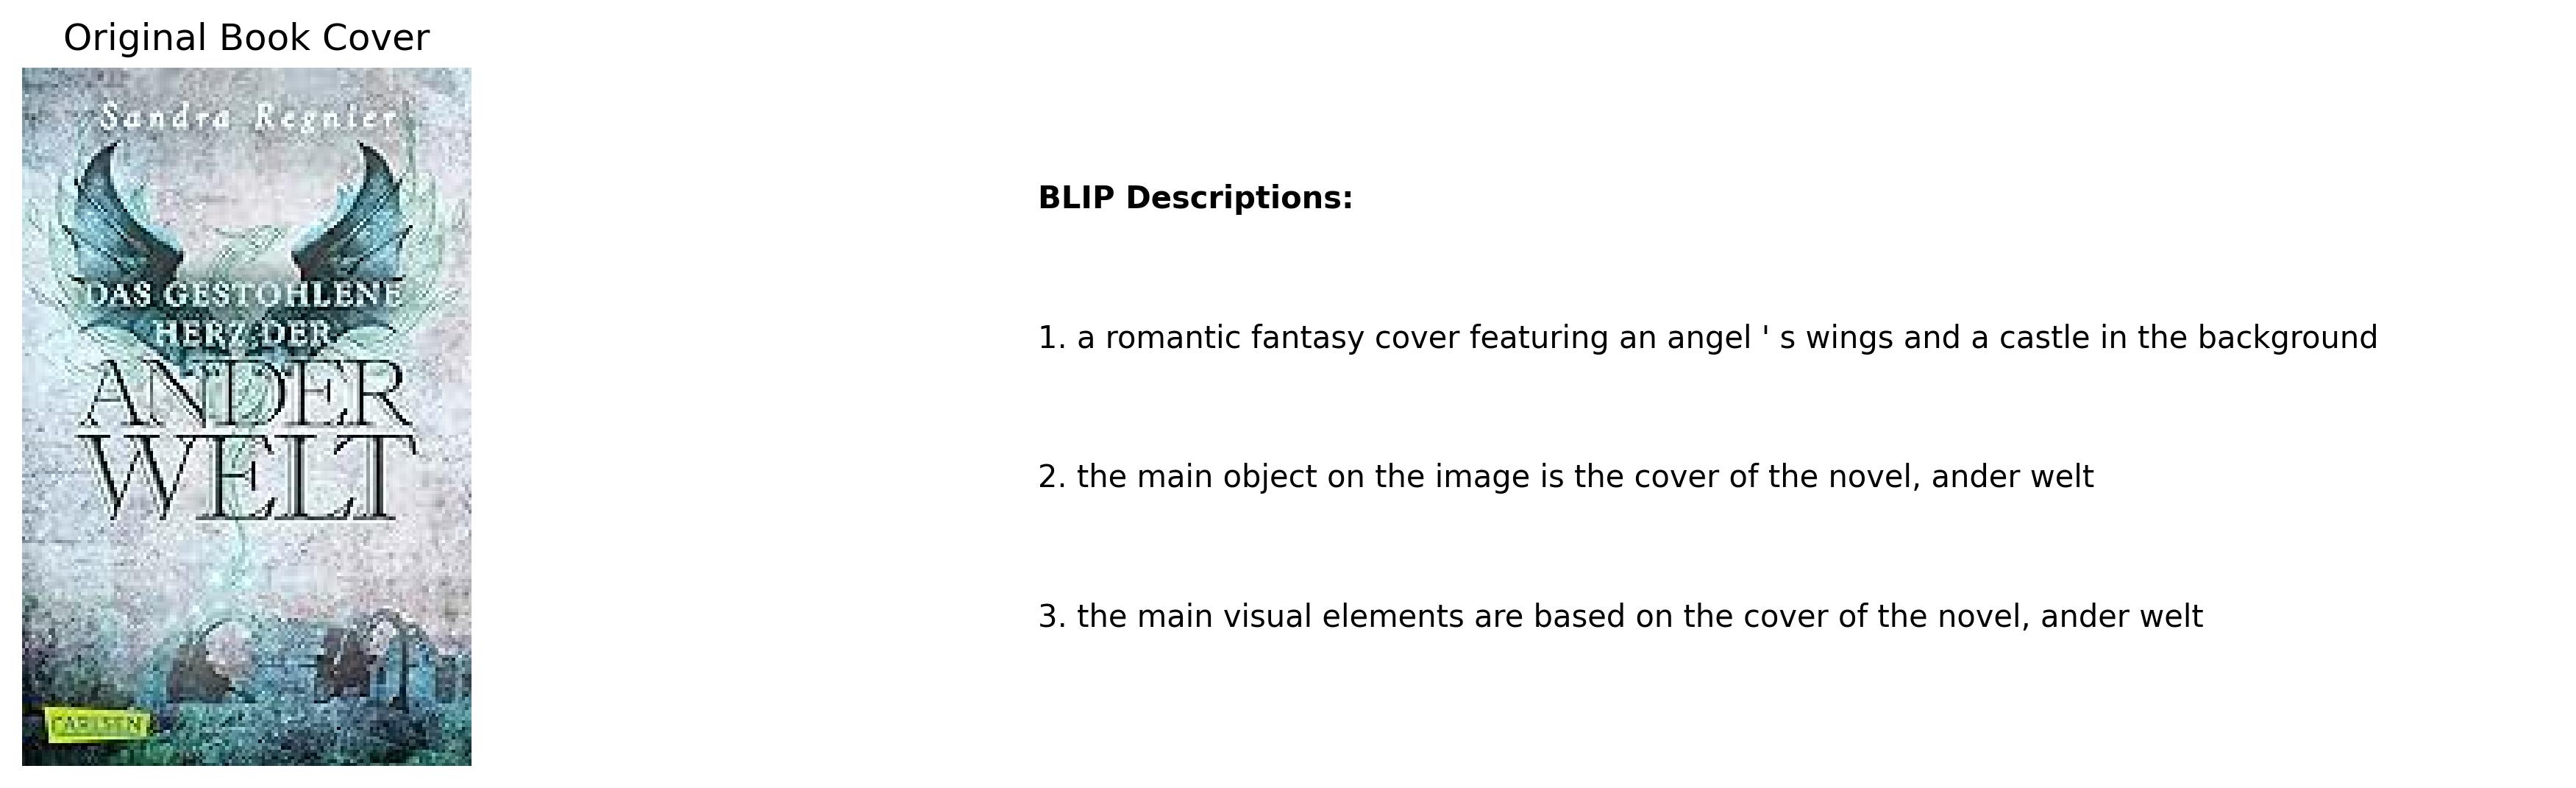 Original Book Cover
Sandra Regnier
DAS GESTOHLENE
HERZ DER
ANDER
WELT
CARLSEN
BLIP Descriptions:
1. a romantic fantasy cover featuring an angel ' s wings and a castle in the background
2. the main object on the image is the cover of the novel, ander welt
3. the main visual elements are based on the cover of the novel, ander welt